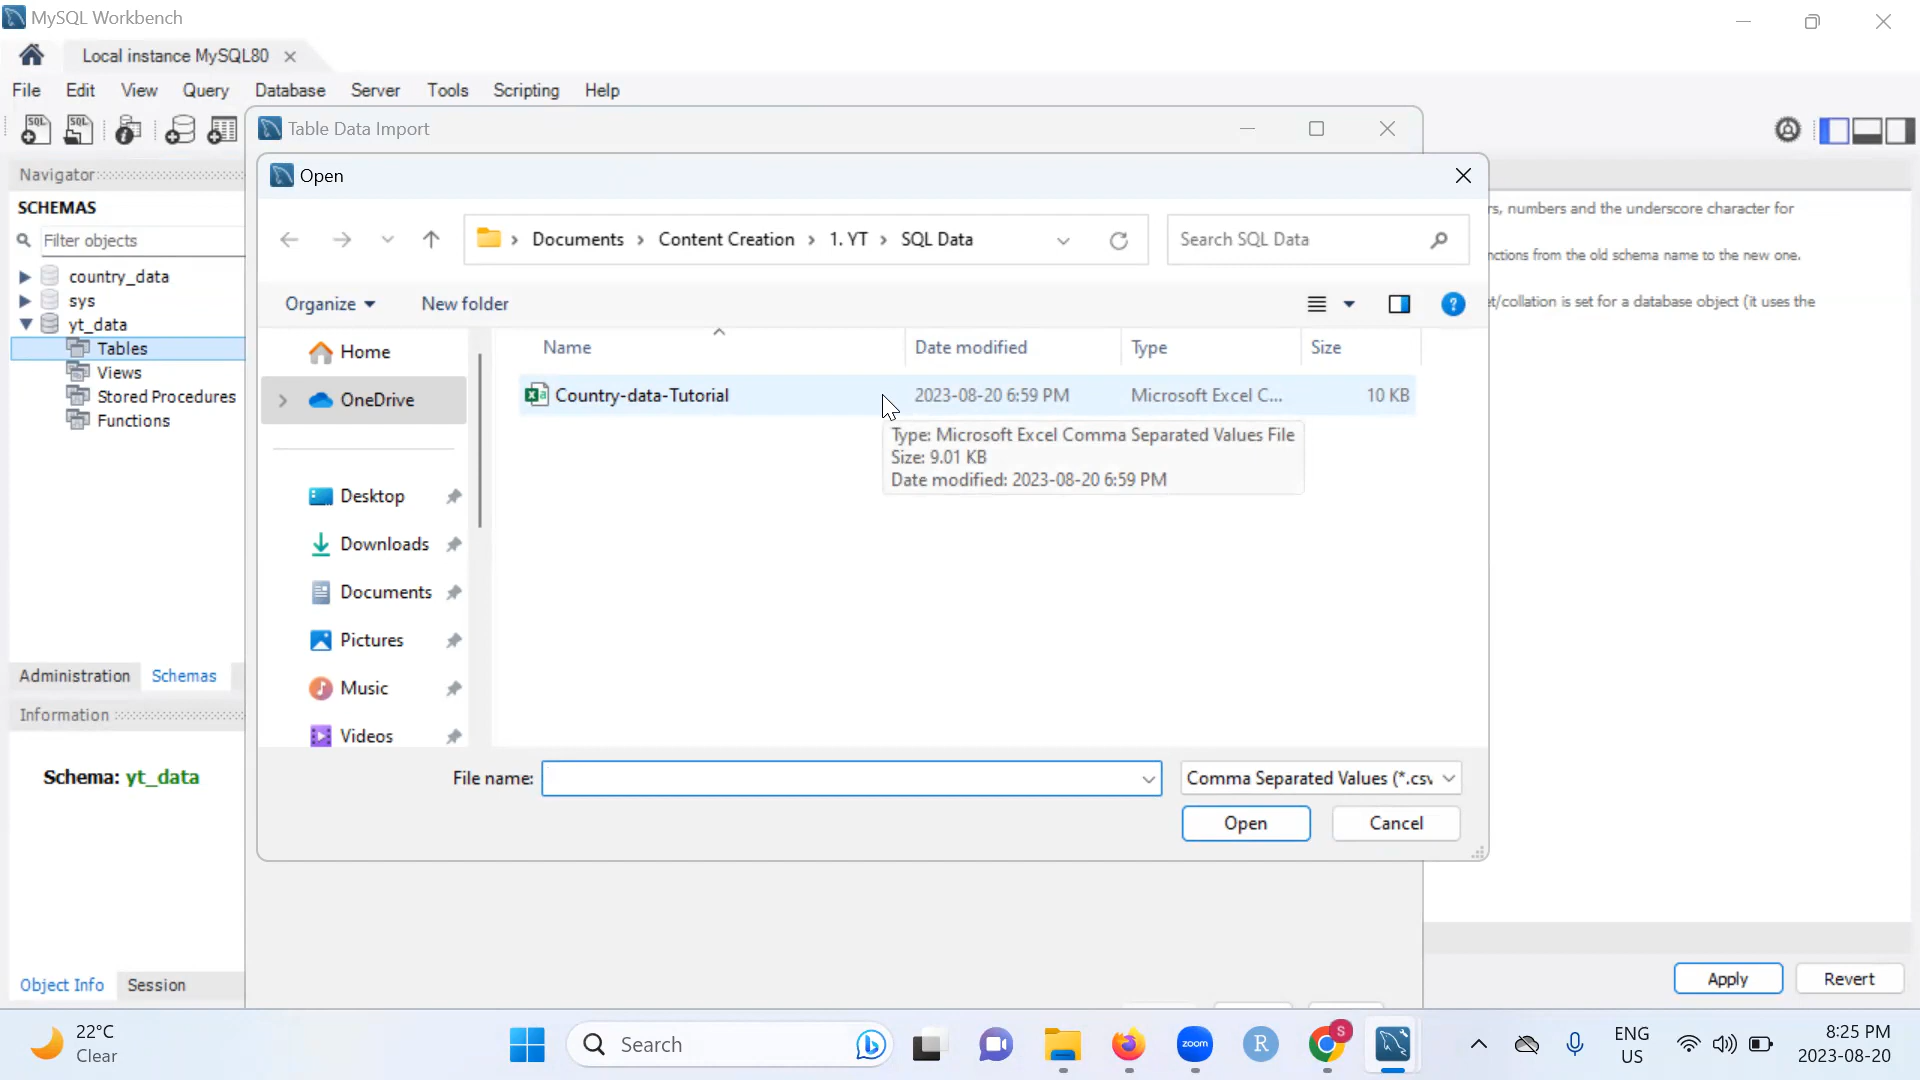 MySQL Workbench
Local instance MySQL80
File Edit View Query Database Server Tools Scripting Help
SQL SQL
Table Data Import
Navigator
Open
SCHEMAS
rs, numbers and the underscore character for
Filter objects
Documents > Content Creation > 1. YT > SQL Data
Search SQL Data
nctions from the old schema name to the new one.
country_data
sys
et/collation is set for a database object (it uses the
Organize New folder
yt_data
Tables
Views
Stored Procedures
Functions
Home
OneDrive
Desktop
Downloads
Documents
Pictures
Music
Videos
Name Date modified Type Size
Country-data-Tutorial 2023-08-20 6:59 PM Microsoft Excel C... 10 KB
Type: Microsoft Excel Comma Separated Values File
Size: 9.01 KB
Date modified: 2023-08-20 6:59 PM
Administration Schemas
Information
Schema: yt_data
File name:
Comma Separated Values (*.csv
Open Cancel
Object Info Session
Apply Revert
22°C
Clear
Search
zoom
R
S
ENG
US
8:25 PM
2023-08-20